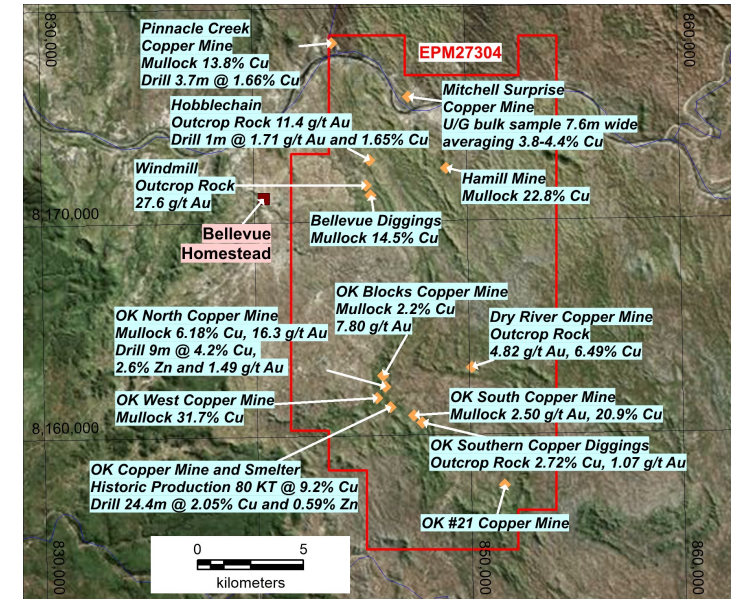 830,000
860,000
Pinnacle Creek
Copper Mine
Mullock 13.8% Cu
Drill 3.7m @ 1.66% Cu
EPM27304
Mitchell Surprise
Copper Mine
U/G bulk sample 7.6m wide
averaging 3.8-4.4% Cu
Hobblechain
Outcrop Rock 11.4 g/t Au
Drill 1m @ 1.71 g/t Au and 1.65% Cu
Windmill
Outcrop Rock
27.6 g/t Au
Hamill Mine
Mullock 22.8% Cu
8,170,000
Bellevue Diggings
Mullock 14.5% Cu
Bellevue
Homestead
OK Blocks Copper Mine
Mullock 2.2% Cu
7.80 g/t Au
OK North Copper Mine
Mullock 6.18% Cu, 16.3 g/t Au
Drill 9m @ 4.2% Cu,
2.6% Zn and 1.49 g/t Au
Dry River Copper Mine
Outcrop Rock
4.82 g/t Au, 6.49% Cu
OK West Copper Mine
Mullock 31.7% Cu
OK South Copper Mine
Mullock 2.50 g/t Au, 20.9% Cu
8,160,000
OK Southern Copper Diggings
Outcrop Rock 2.72% Cu, 1.07 g/t Au
OK Copper Mine and Smelter
Historic Production 80 KT @ 9.2% Cu
Drill 24.4m @ 2.05% Cu and 0.59% Zn
OK #21 Copper Mine
0 5
kilometers
830,000
850,000
860,000